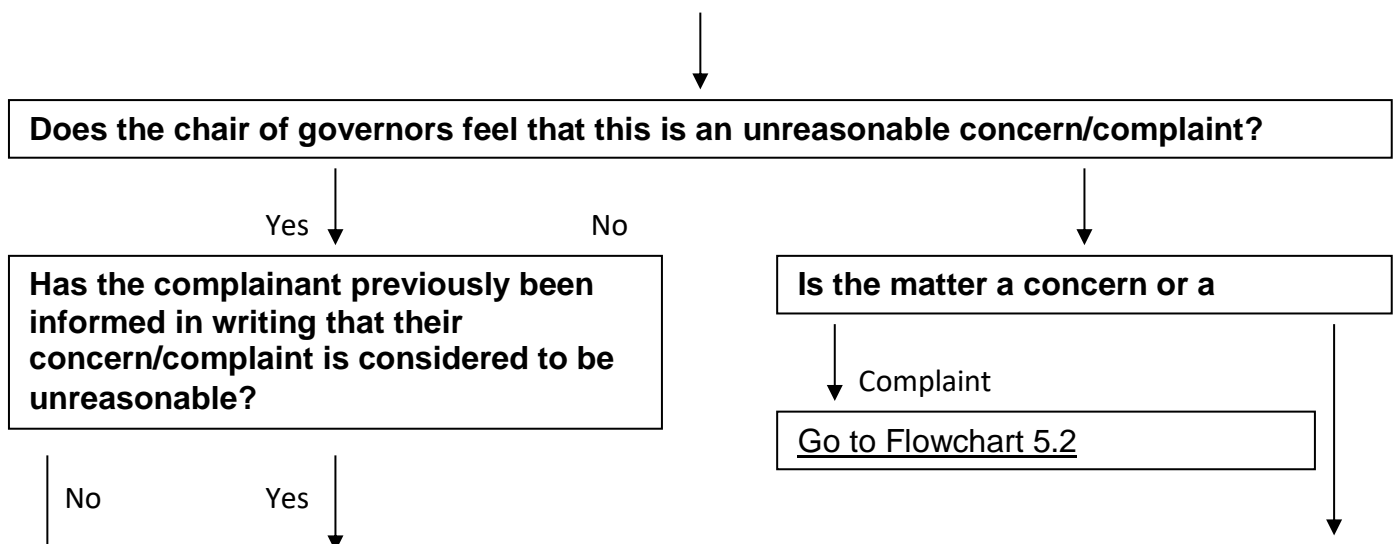 Does the chair of governors feel that this is an unreasonable concern/complaint?
Yes
No
Has the complainant previously been
informed in writing that their
concern/complaint is considered to be
unreasonable?
Is the matter a concern or a
Complaint
Go to Flowchart 5.2
No
Yes